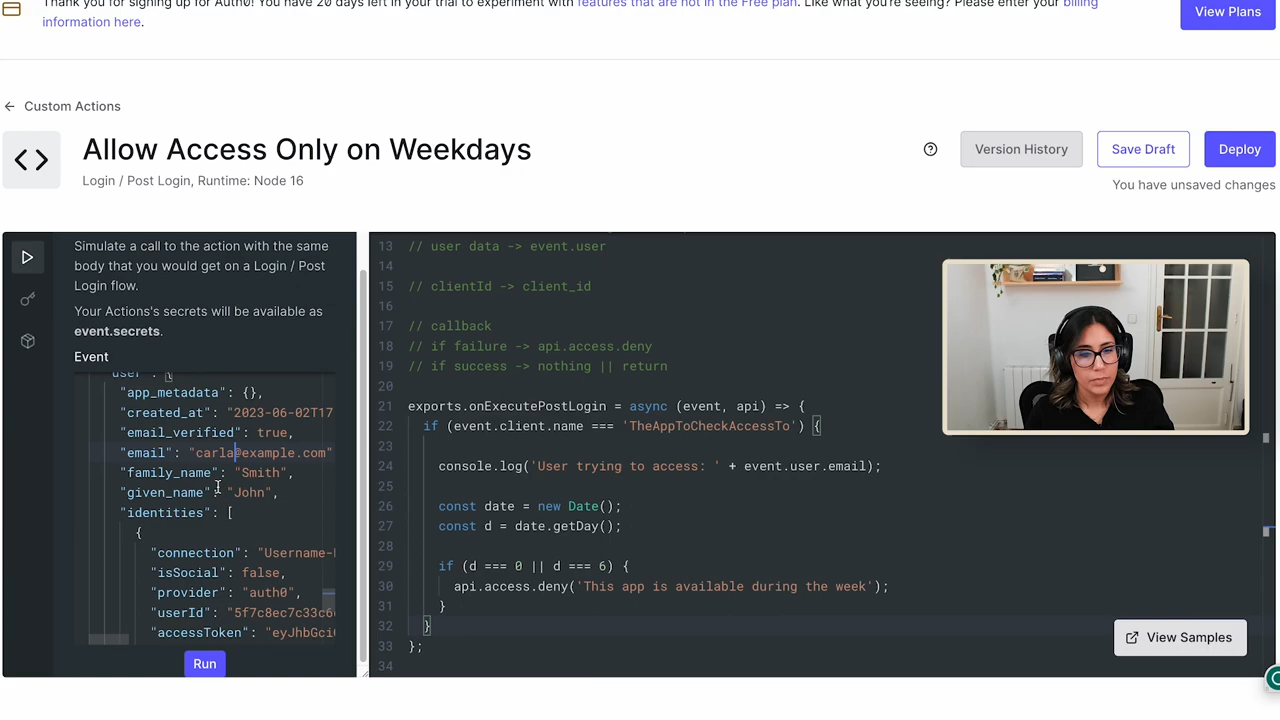 Thank you for signing up for Auth0! You have 20 days left in your trial to experiment with features that are not in the Free plan. Like what you're seeing? Please enter your billing
information here.
View Plans
← Custom Actions
Allow Access Only on Weekdays
Login / Post Login, Runtime: Node 16
Version History
Save Draft
Deploy
You have unsaved changes
Simulate a call to the action with the same
body that you would get on a Login / Post
Login flow.
Your Actions's secrets will be available as
event.secrets.
Event
"user": {
"app_metadata": {},
"created_at": "2023-06-02T17
"email_verified": true,
"email": "carla@example.com"
"family_name": "Smith",
"given_name": "John",
"identities": [
{
"connection": "Username-
"isSocial": false,
"provider": "auth0",
"userId": "5f7c8ec7c33c6
"accessToken": "eyJhbGci
Run
13 // user data -> event.user
14
15 // clientId -> client_id
16
17 // callback
18 // if failure -> api.access.deny
19 // if success -> nothing || return
20
21 exports.onExecutePostLogin = async (event, api) => {
22 if (event.client.name === 'TheAppToCheckAccessTo') {
23
24 console.log('User trying to access: ' + event.user.email);
25
26 const date = new Date();
27 const d = date.getDay();
28
29 if (d === 0 || d === 6) {
30 api.access.deny('This app is available during the week');
31 }
32 }
33 };
34
View Samples